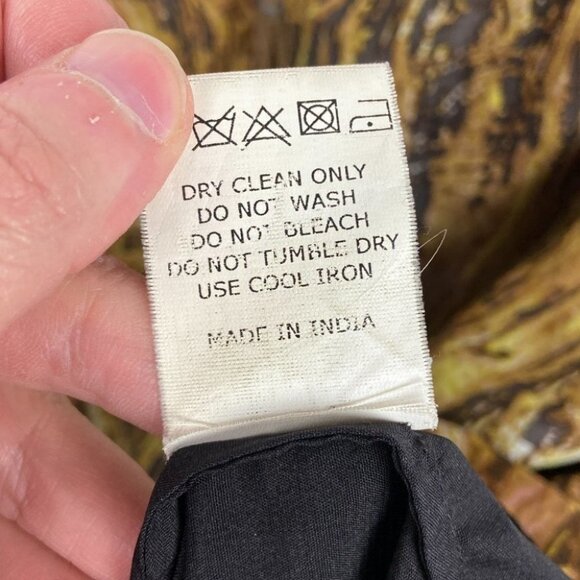 DRY CLEAN ONLY
DO NOT WASH
DO NOT BLEACH
DO NOT TUMBLE DRY
USE COOL IRON
MADE IN INDIA